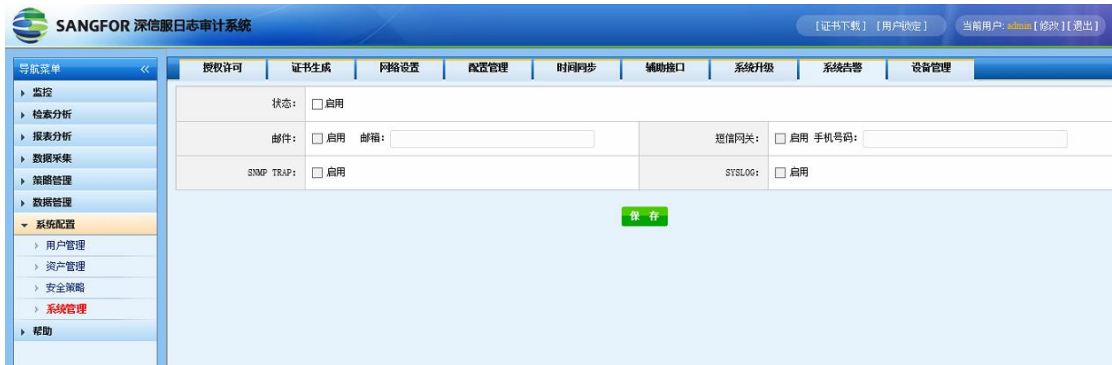 SANGFOR 深信服日志审计系统
[证书下载] [用户锁定] 当前用户: admin [修改][退出]
导航菜单 «
监控
检索分析
报表分析
数据采集
策略管理
数据管理
系统配置
用户管理
资产管理
安全策略
系统管理
帮助
授权许可 证书生成 网络设置 配置管理 时间同步 辅助接口 系统升级 系统告警 设备管理
状态: 启用
邮件: 启用 邮箱: 短信网关: 启用 手机号码:
SNMP TRAP: 启用 SYSLOG: 启用
保 存